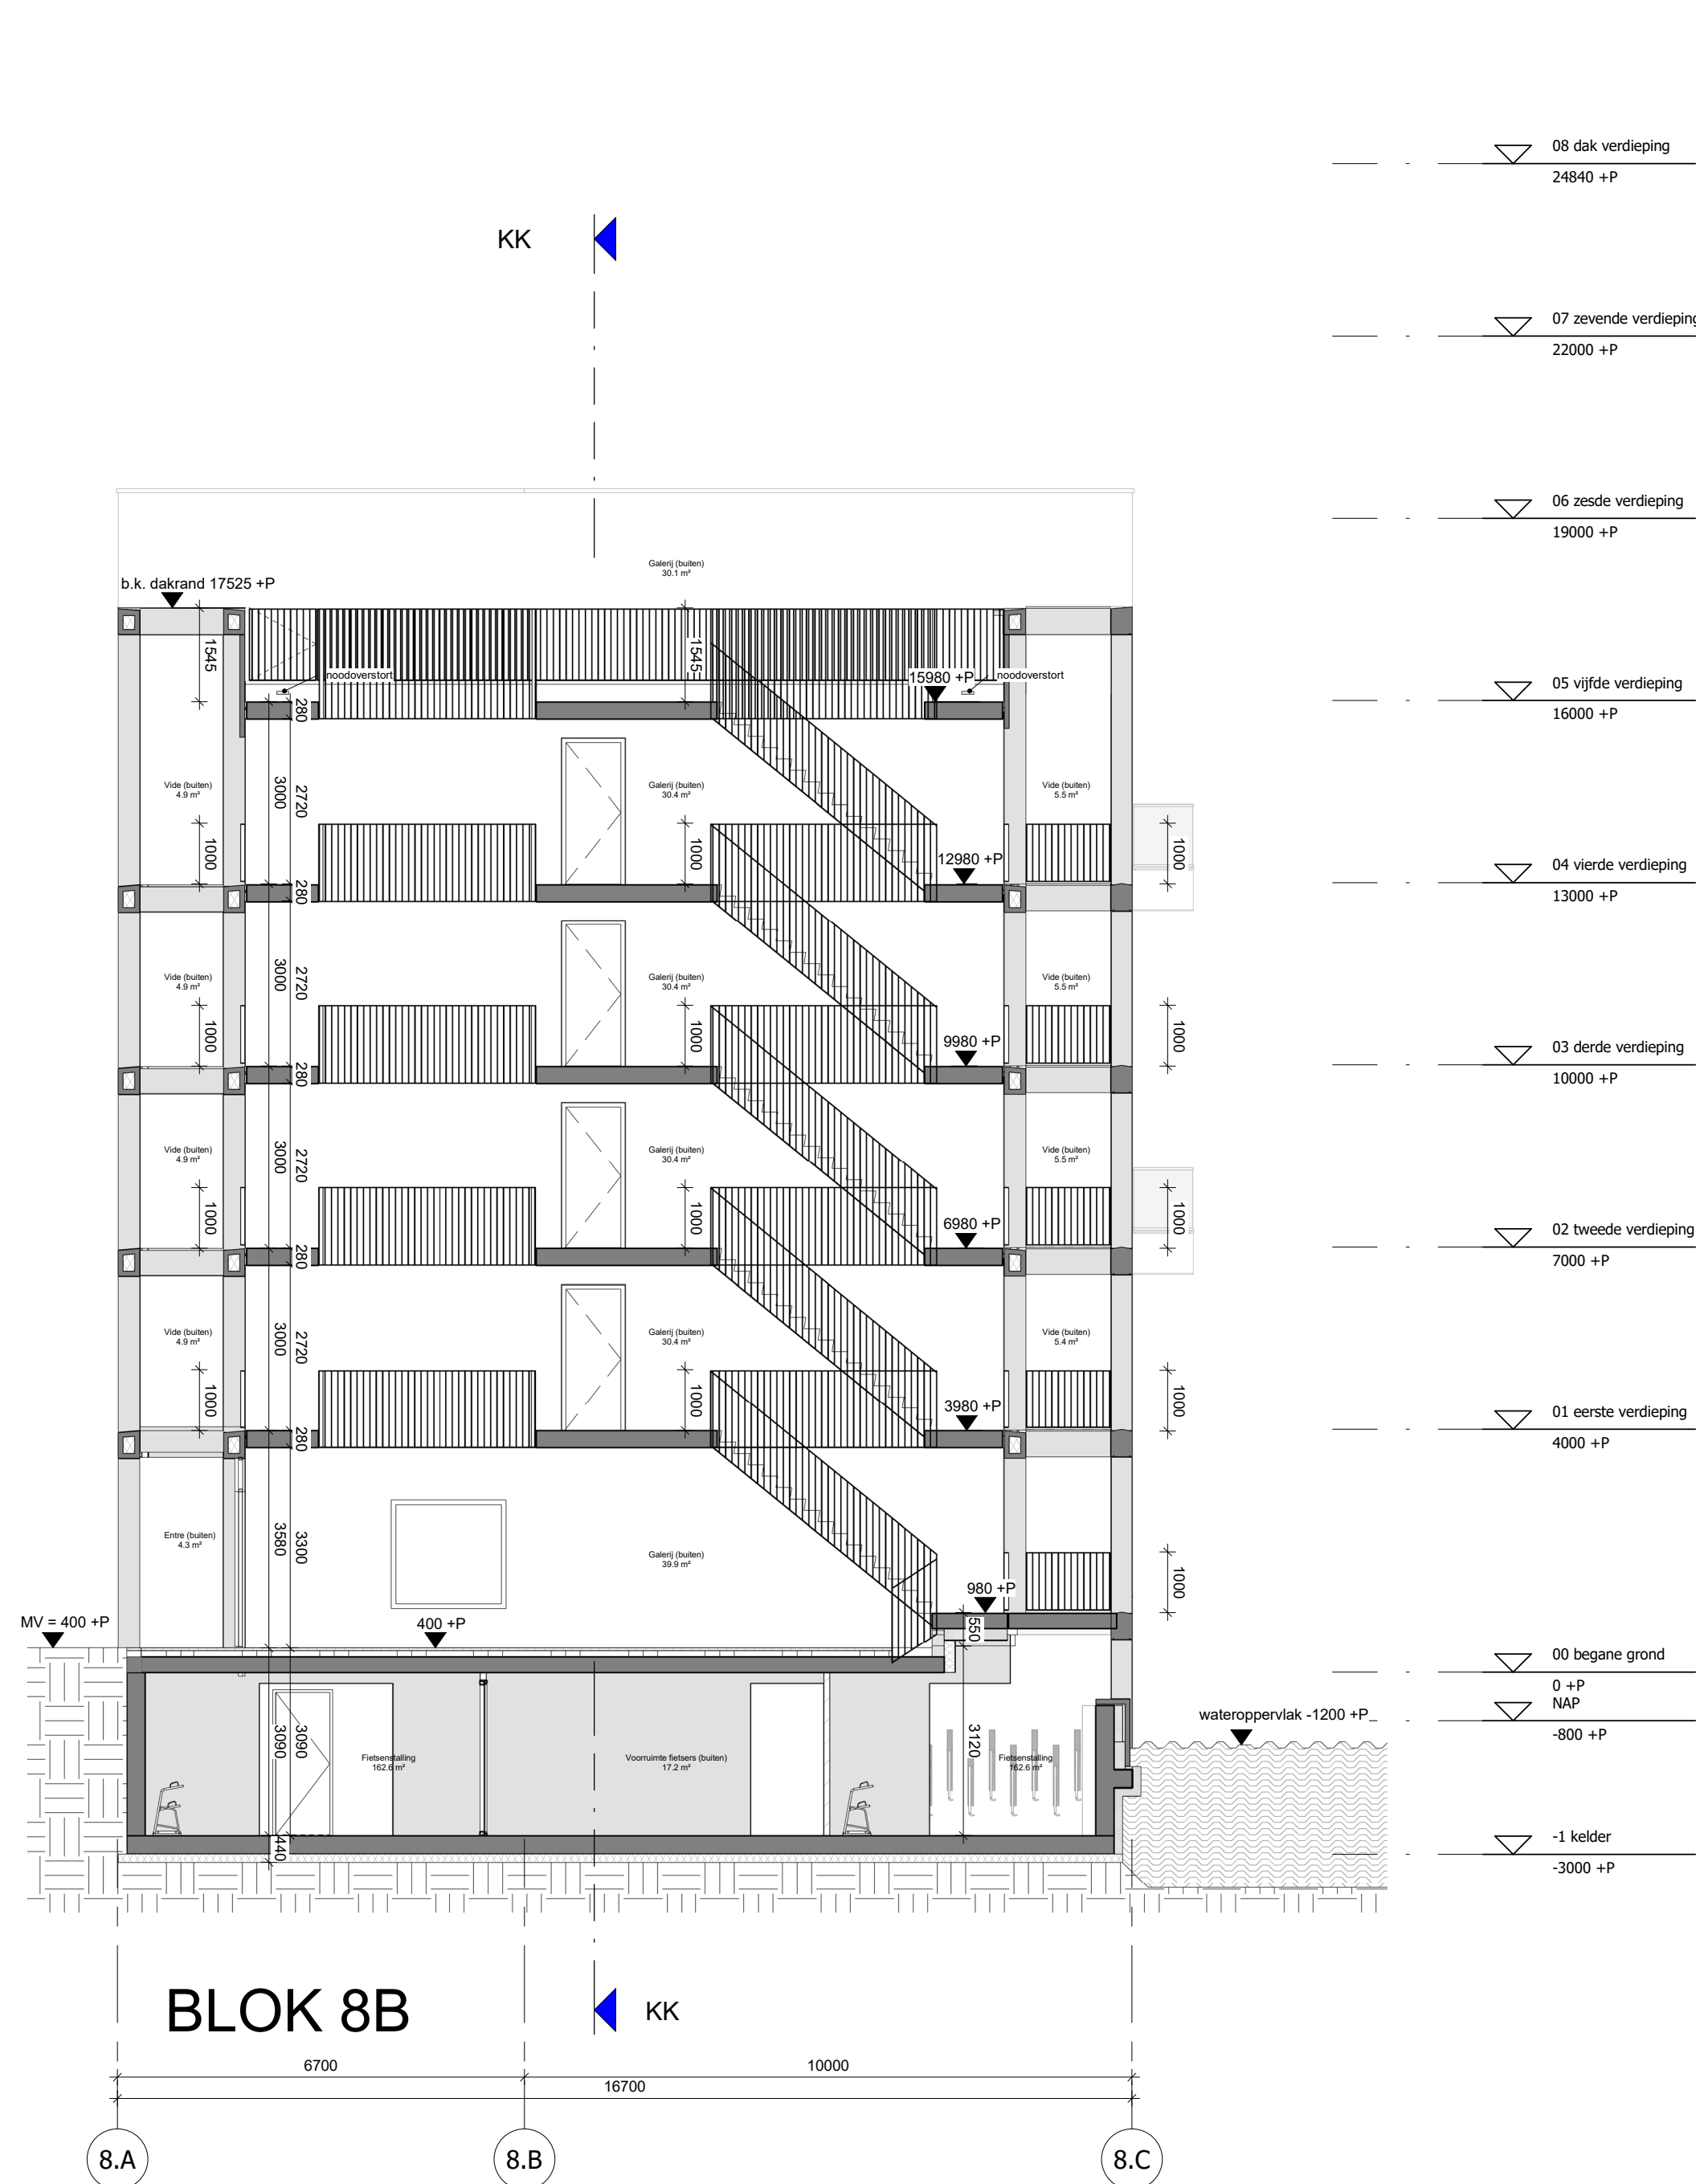 08 dak verdieping
24840 +P
KK
07 zevende verdieping
22000 +P
06 zesde verdieping
19000 +P
Galerij (buiten)
30.1 m²
b.k. dakrand 17525 +P
1545
1545
noodoverstort
15980 +P
noodoverstort
05 vijfde verdieping
16000 +P
280
Vide (buiten)
4.9 m²
3000
2720
Galerij (buiten)
30.4 m²
Vide (buiten)
5.5 m²
1000
1000
1000
12980 +P
04 vierde verdieping
13000 +P
280
Vide (buiten)
4.9 m²
3000
2720
Galerij (buiten)
30.4 m²
Vide (buiten)
5.5 m²
1000
1000
1000
9980 +P
03 derde verdieping
10000 +P
280
Vide (buiten)
4.9 m²
3000
2720
Galerij (buiten)
30.4 m²
Vide (buiten)
5.5 m²
1000
1000
1000
6980 +P
02 tweede verdieping
7000 +P
280
Vide (buiten)
4.9 m²
3000
2720
Galerij (buiten)
30.4 m²
Vide (buiten)
5.4 m²
1000
1000
1000
3980 +P
01 eerste verdieping
4000 +P
280
Entre (buiten)
4.3 m²
3580
3300
Galerij (buiten)
39.9 m²
1000
980 +P
MV = 400 +P
400 +P
550
00 begane grond
0 +P
NAP
-800 +P
wateroppervlak -1200 +P
3090
3090
Fietsenstalling
162.6 m²
Voorruimte fietsers (buiten)
17.2 m²
3120
Fietsenstalling
162.6 m²
440
-1 kelder
-3000 +P
BLOK 8B
KK
6700
10000
16700
8.A
8.B
8.C